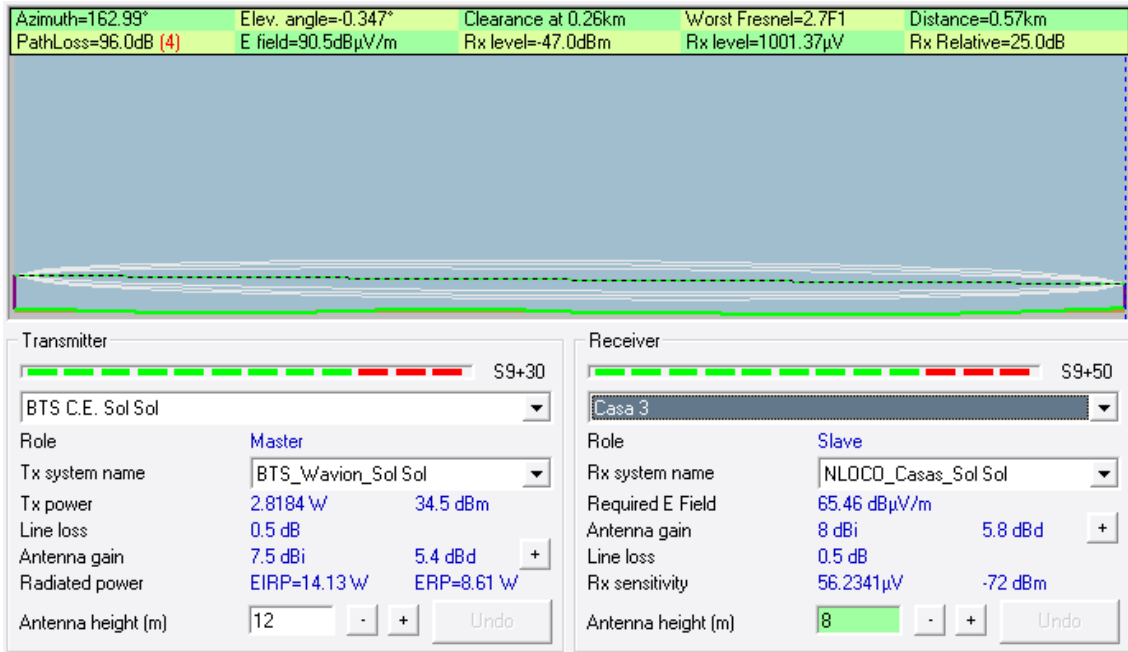 Azimuth=162.99° Elev. angle=-0.347° Clearance at 0.26km Worst Fresnel=2.7F1 Distance=0.57km
PathLoss=96.0dB (4) E field=90.5dBµV/m Rx level=-47.0dBm Rx level=1001.37µV Rx Relative=25.0dB
Transmitter
S9+30
BTS C.E. Sol Sol
Role Master
Tx system name BTS_Wavion_Sol Sol
Tx power 2.8184 W 34.5 dBm
Line loss 0.5 dB
Antenna gain 7.5 dBi 5.4 dBd +
Radiated power EIRP=14.13 W ERP=8.61 W
Antenna height (m) 12 - + Undo
Receiver
S9+50
Casa 3
Role Slave
Rx system name NLOCO_Casas_Sol Sol
Required E Field 65.46 dBµV/m
Antenna gain 8 dBi 5.8 dBd +
Line loss 0.5 dB
Rx sensitivity 56.2341µV -72 dBm
Antenna height (m) 8 - + Undo